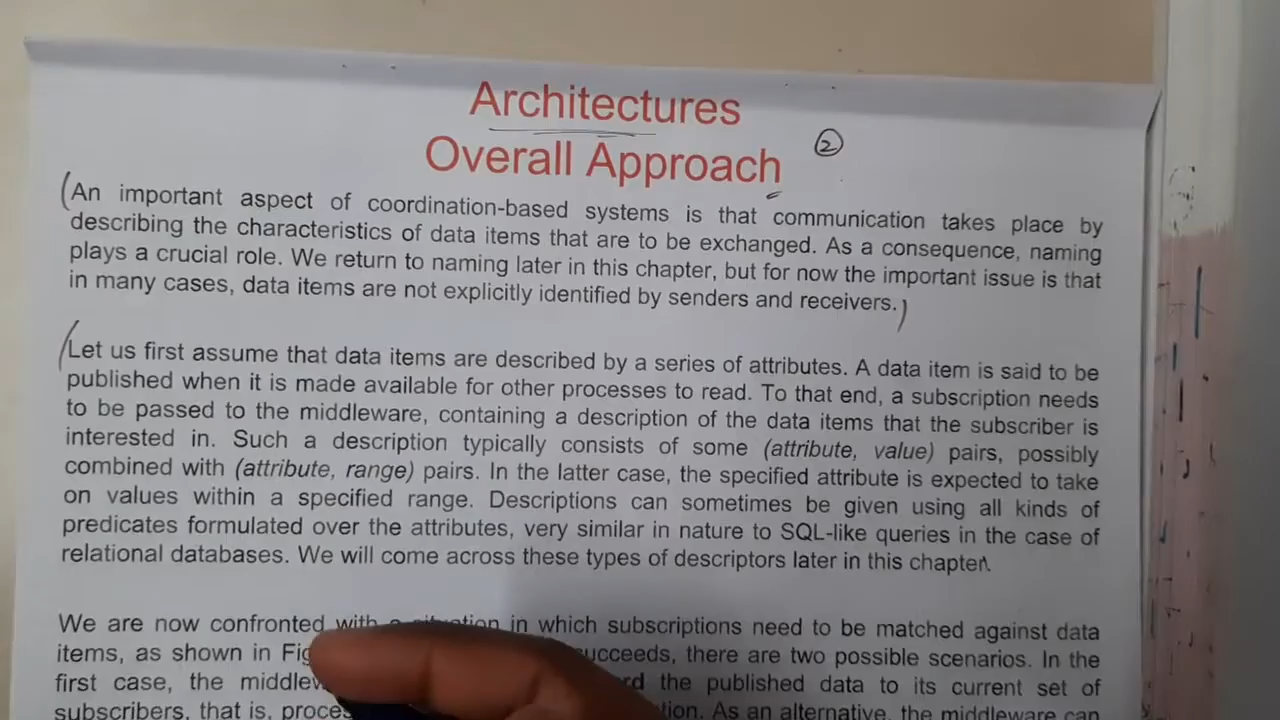 Architectures
Overall Approach
②
An important aspect of coordination-based systems is that communication takes place by
describing the characteristics of data items that are to be exchanged. As a consequence, naming
plays a crucial role. We return to naming later in this chapter, but for now the important issue is that
in many cases, data items are not explicitly identified by senders and receivers.
Let us first assume that data items are described by a series of attributes. A data item is said to be
published when it is made available for other processes to read. To that end, a subscription needs
to be passed to the middleware, containing a description of the data items that the subscriber is
interested in. Such a description typically consists of some (attribute, value) pairs, possibly
combined with (attribute, range) pairs. In the latter case, the specified attribute is expected to take
on values within a specified range. Descriptions can sometimes be given using all kinds of
predicates formulated over the attributes, very similar in nature to SQL-like queries in the case of
relational databases. We will come across these types of descriptors later in this chapter.
We are now confronted with a situation in which subscriptions need to be matched against data
items, as shown in there are two possible scenarios. In the
first case, the the published data to its current set of
subscribers, that is, As an alternative, the middleware can